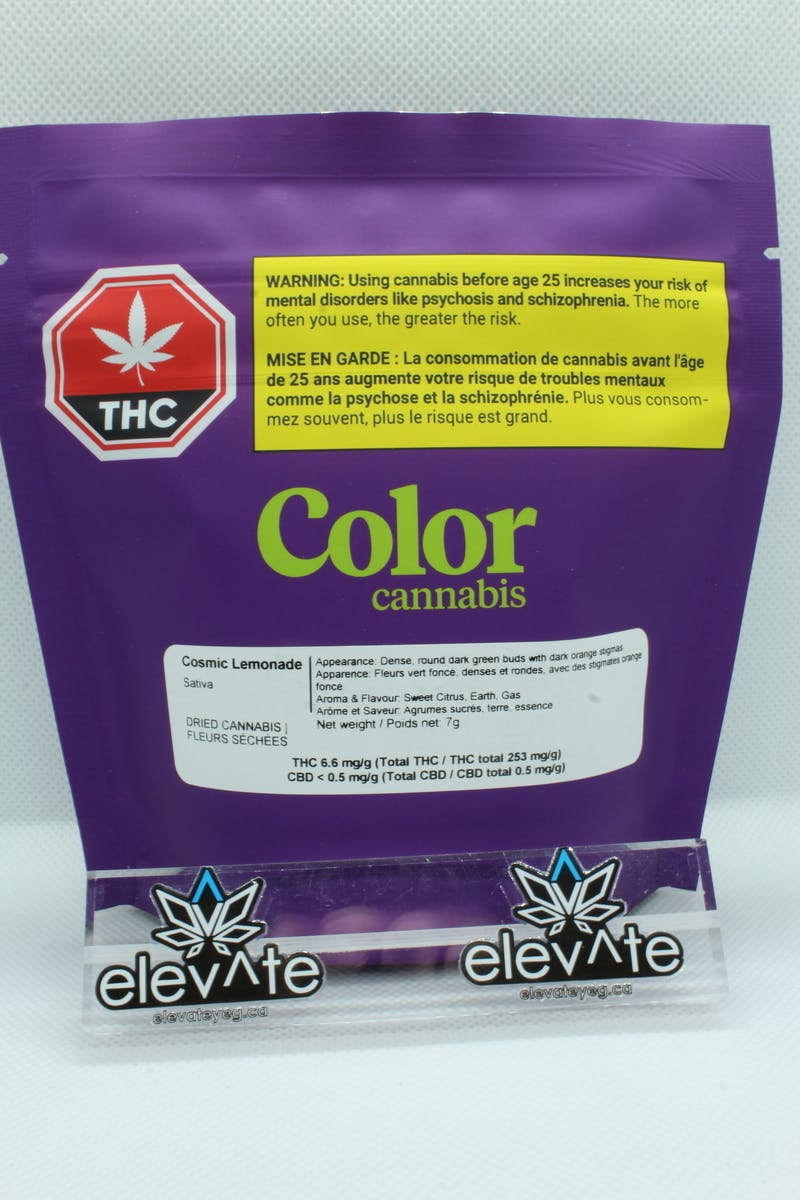 WARNING: Using cannabis before age 25 increases your risk of
mental disorders like psychosis and schizophrenia. The more
often you use, the greater the risk.
MISE EN GARDE : La consommation de cannabis avant l'âge
de 25 ans augmente votre risque de troubles mentaux
comme la psychose et la schizophrénie. Plus vous consom-
mez souvent, plus le risque est grand.
THC
Color
cannabis
Cosmic Lemonade
Sativa
DRIED CANNABIS |
FLEURS SÉCHÉES
Appearance: Dense, round dark green buds with dark orange stigmas
Apparence: Fleurs vert foncé, denses et rondes, avec des stigmates orange
foncé
Aroma & Flavour: Sweet Citrus, Earth, Gas
Arôme et Saveur: Agrumes sucrés, terre, essence
Net weight / Poids net: 7g
THC 6.6 mg/g (Total THC / THC total 253 mg/g)
CBD < 0.5 mg/g (Total CBD / CBD total 0.5 mg/g)
elev^te
elevateyeg.ca
elev^te
elevateyeg.ca